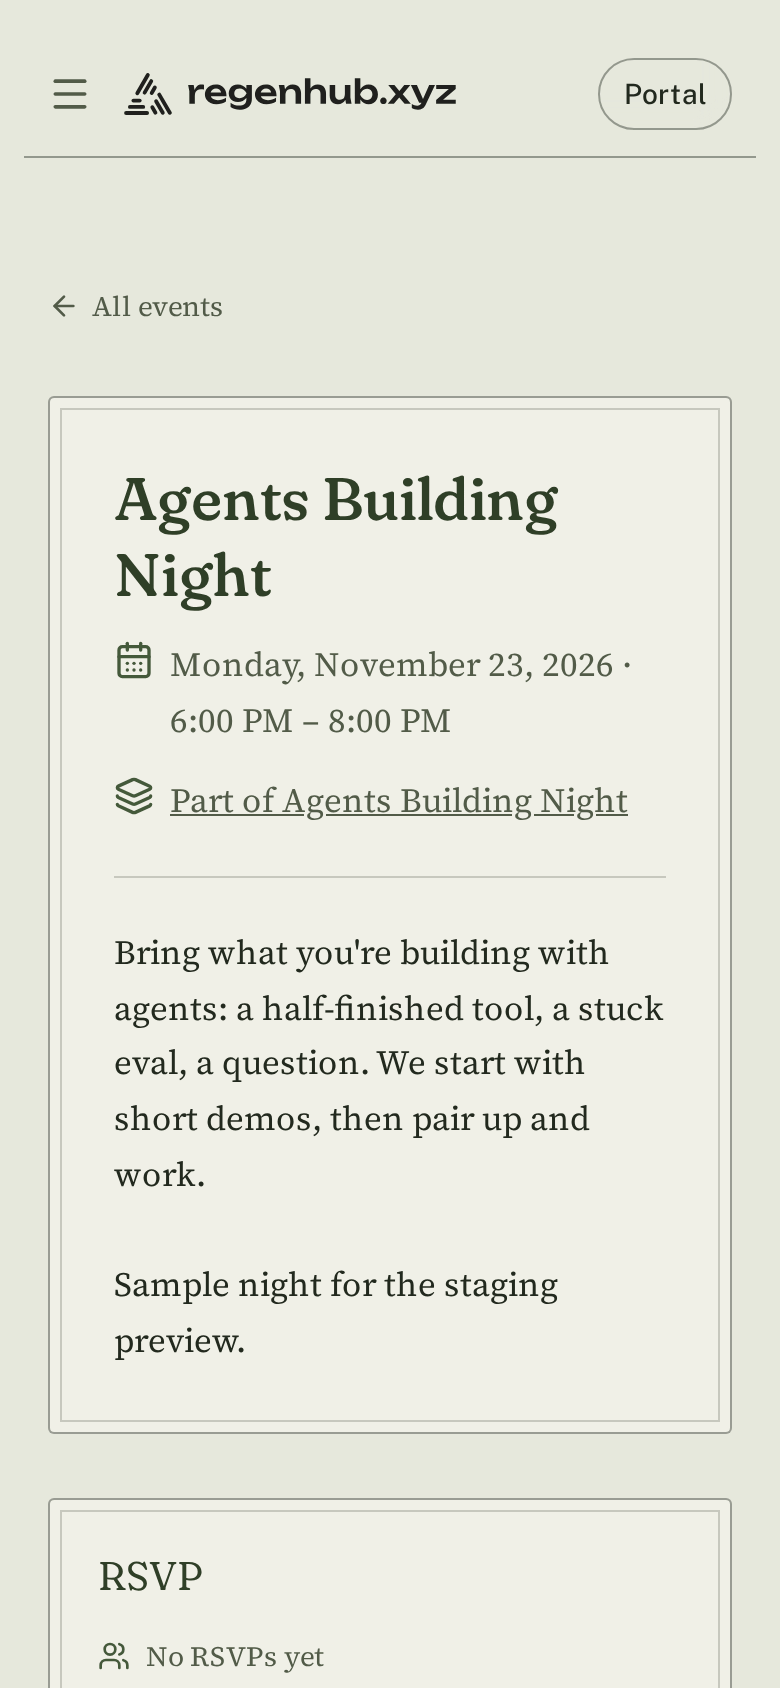 regenhub.xyz
Portal
All events
Agents Building
Night
Monday, November 23, 2026 ·
6:00 PM – 8:00 PM
Part of Agents Building Night
Bring what you're building with
agents: a half-finished tool, a stuck
eval, a question. We start with
short demos, then pair up and
work.
Sample night for the staging
preview.
RSVP
No RSVPs yet